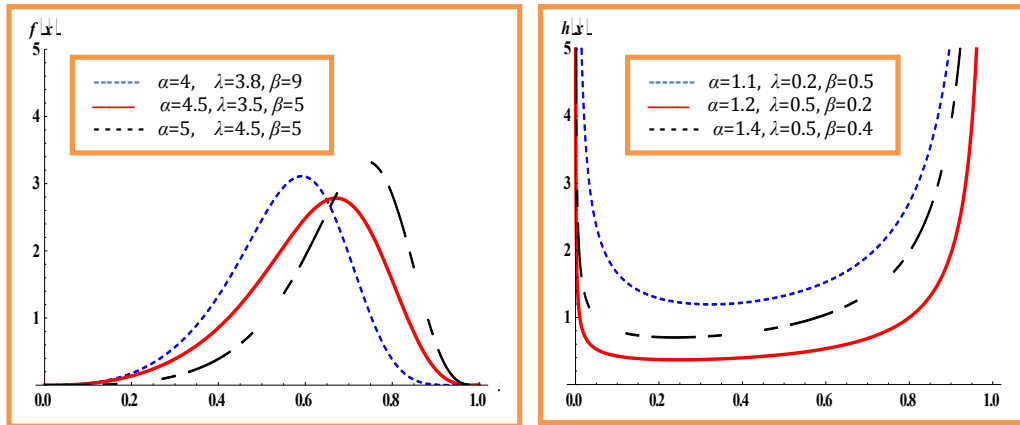 f x
5
α=4, λ=3.8, β=9
α=4.5, λ=3.5, β=5
α=5, λ=4.5, β=5
4
3
2
1
0.0 0.2 0.4 0.6 0.8 1.0
h x
5
α=1.1, λ=0.2, β=0.5
α=1.2, λ=0.5, β=0.2
α=1.4, λ=0.5, β=0.4
4
3
2
1
0.0 0.2 0.4 0.6 0.8 1.0